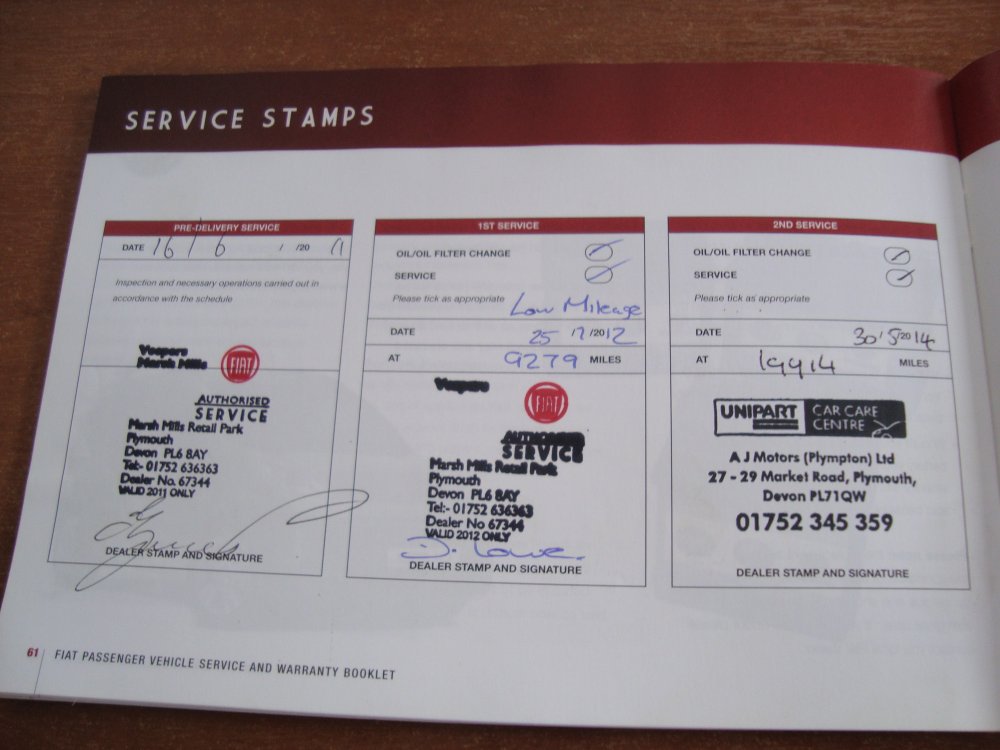 SERVICE STAMPS
PRE-DELIVERY SERVICE
DATE 16 / 6 / /20 11
Inspection and necessary operations carried out in
accordance with the schedule
Vospers
Marsh Mills
FIAT
AUTHORISED
SERVICE
Marsh Mills Retail Park
Plymouth
Devon PL6 8AY
Tel:- 01752 636363
Dealer No. 67344
VALID 2011 ONLY
DEALER STAMP AND SIGNATURE
1ST SERVICE
OIL/OIL FILTER CHANGE
SERVICE
Please tick as appropriate
Low Mileage
DATE 25 /7/2012
AT 9279 MILES
Vospers
FIAT
AUTHORISED
SERVICE
Marsh Mills Retail Park
Plymouth
Devon PL6 8AY
Tel:- 01752 636363
Dealer No 67344
VALID 2012 ONLY
D. Lowe.
DEALER STAMP AND SIGNATURE
2ND SERVICE
OIL/OIL FILTER CHANGE
SERVICE
Please tick as appropriate
DATE 30/5/2014
AT 19914 MILES
UNIPART CAR CARE
CENTRE
A J Motors (Plympton) Ltd
27 - 29 Market Road, Plymouth,
Devon PL71QW
01752 345 359
DEALER STAMP AND SIGNATURE
61 FIAT PASSENGER VEHICLE SERVICE AND WARRANTY BOOKLET